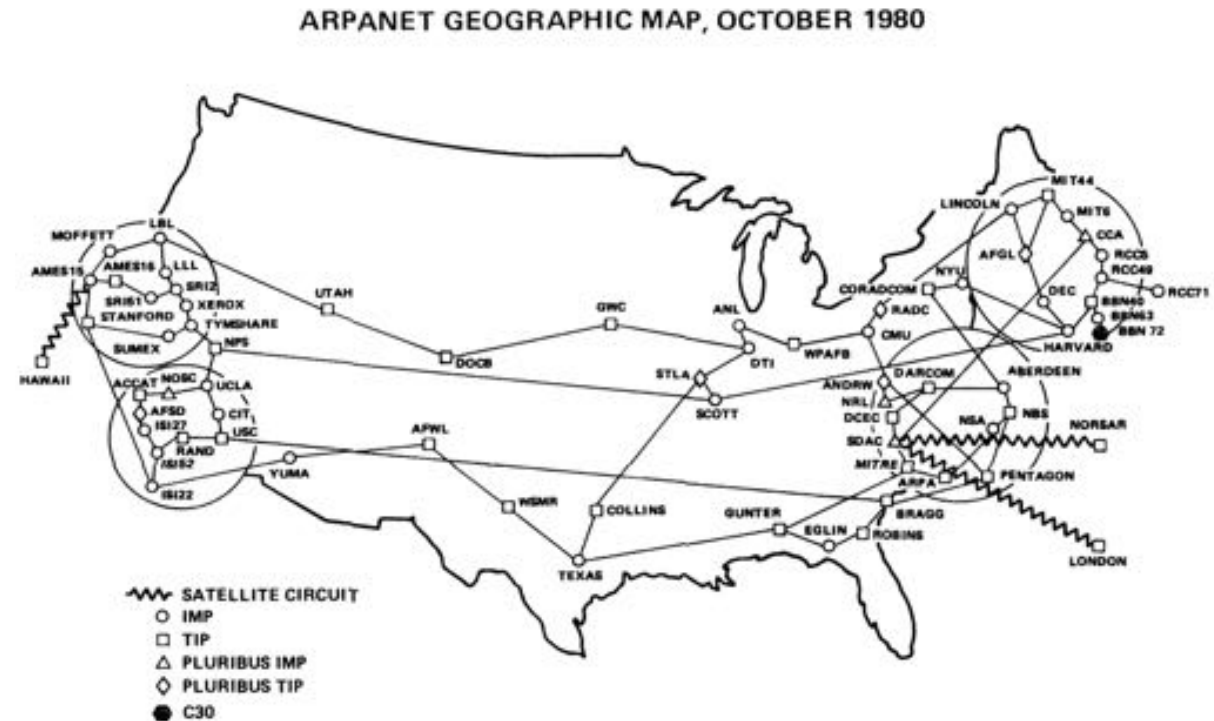 ARPANET GEOGRAPHIC MAP, OCTOBER 1980
MIT44
LINCOLN
MIT6
CCA
AFGL
RCC5
RCC49
RCC71
DEC
BBN40
BBN63
BBN 72
HARVARD
NYU
CORADCOM
RADC
CMU
LBL
MOFFETT
LLL
AMES15
AMES16
SRI2
SRI51
XEROX
STANFORD
TYMSHARE
SUMEX
NPS
HAWAII
UTAH
GWC
DOCB
ANL
DTI
WPAFB
STLA
SCOTT
ACCAT
NOSC
UCLA
AFSD
CIT
ISI27
RAND
USC
ISI52
ISI22
YUMA
AFWL
WSMR
TEXAS
COLLINS
GUNTER
EGLIN
ROBINS
BRAGG
ANDRW
DARCOM
ABERDEEN
NRL
DCEC
NSA
NBS
SDAC
NORSAR
MITRE
ARPA
PENTAGON
LONDON
SATELLITE CIRCUIT
IMP
TIP
PLURIBUS IMP
PLURIBUS TIP
C30